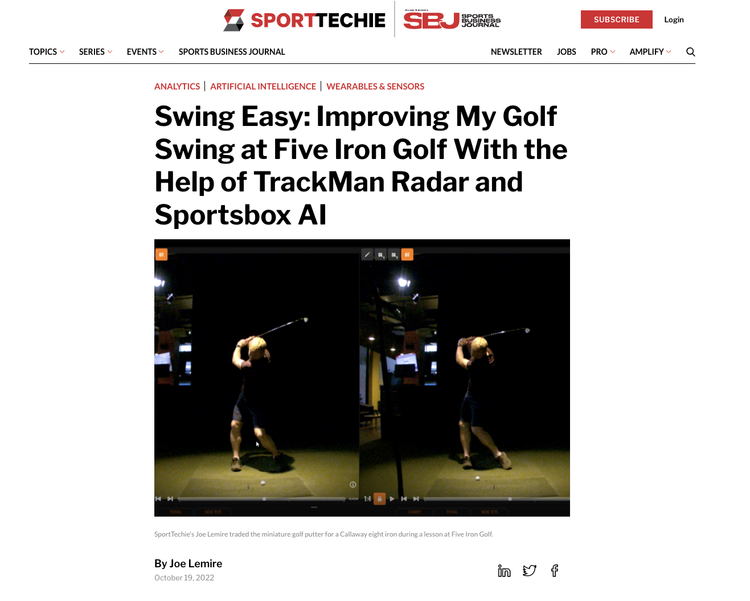 SPORTTECHIE
SBJ SPORTS BUSINESS JOURNAL
SUBSCRIBE
Login
TOPICS SERIES EVENTS SPORTS BUSINESS JOURNAL
NEWSLETTER JOBS PRO AMPLIFY
ANALYTICS | ARTIFICIAL INTELLIGENCE | WEARABLES & SENSORS
Swing Easy: Improving My Golf
Swing at Five Iron Golf With the
Help of TrackMan Radar and
Sportsbox AI
SportTechie's Joe Lemire traded the miniature golf putter for a Callaway eight iron during a lesson at Five Iron Golf.
By Joe Lemire
October 19, 2022